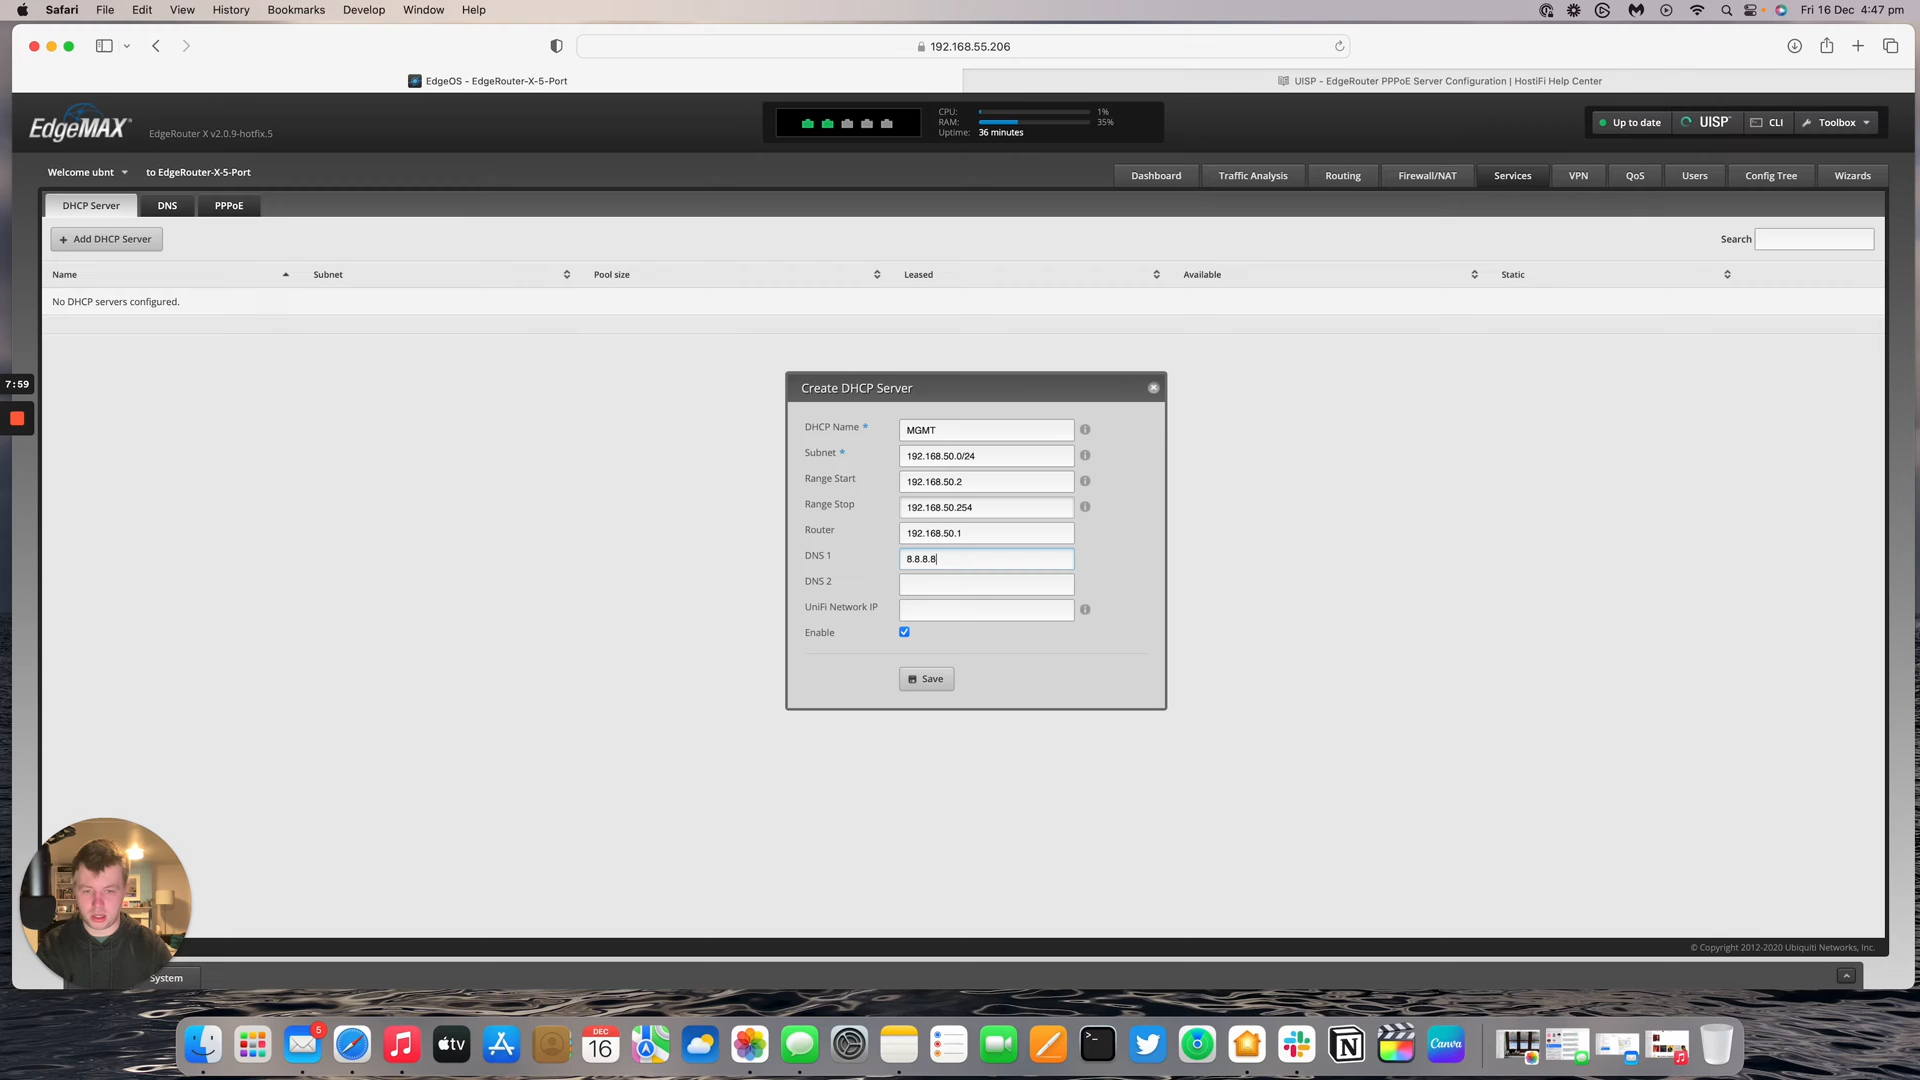 Safari File Edit View History Bookmarks Develop Window Help Fri 16 Dec 4:47 pm
192.168.55.206
EdgeOS - EdgeRouter-X-5-Port
UISP - EdgeRouter PPPoE Server Configuration | HostiFi Help Center
EdgeMAX EdgeRouter X v2.0.9-hotfix.5
CPU: 1%
RAM: 35%
Uptime: 36 minutes
Up to date UISP CLI Toolbox
Welcome ubnt to EdgeRouter-X-5-Port
Dashboard Traffic Analysis Routing Firewall/NAT Services VPN QoS Users Config Tree Wizards
DHCP Server DNS PPPoE
+ Add DHCP Server
Search
Name Subnet Pool size Leased Available Static
No DHCP servers configured.
7:59
Create DHCP Server
DHCP Name * MGMT
Subnet * 192.168.50.0/24
Range Start 192.168.50.2
Range Stop 192.168.50.254
Router 192.168.50.1
DNS 1 8.8.8.8
DNS 2
UniFi Network IP
Enable
Save
© Copyright 2012-2020 Ubiquiti Networks, Inc.
System
5
tv
DEC
16
Canva